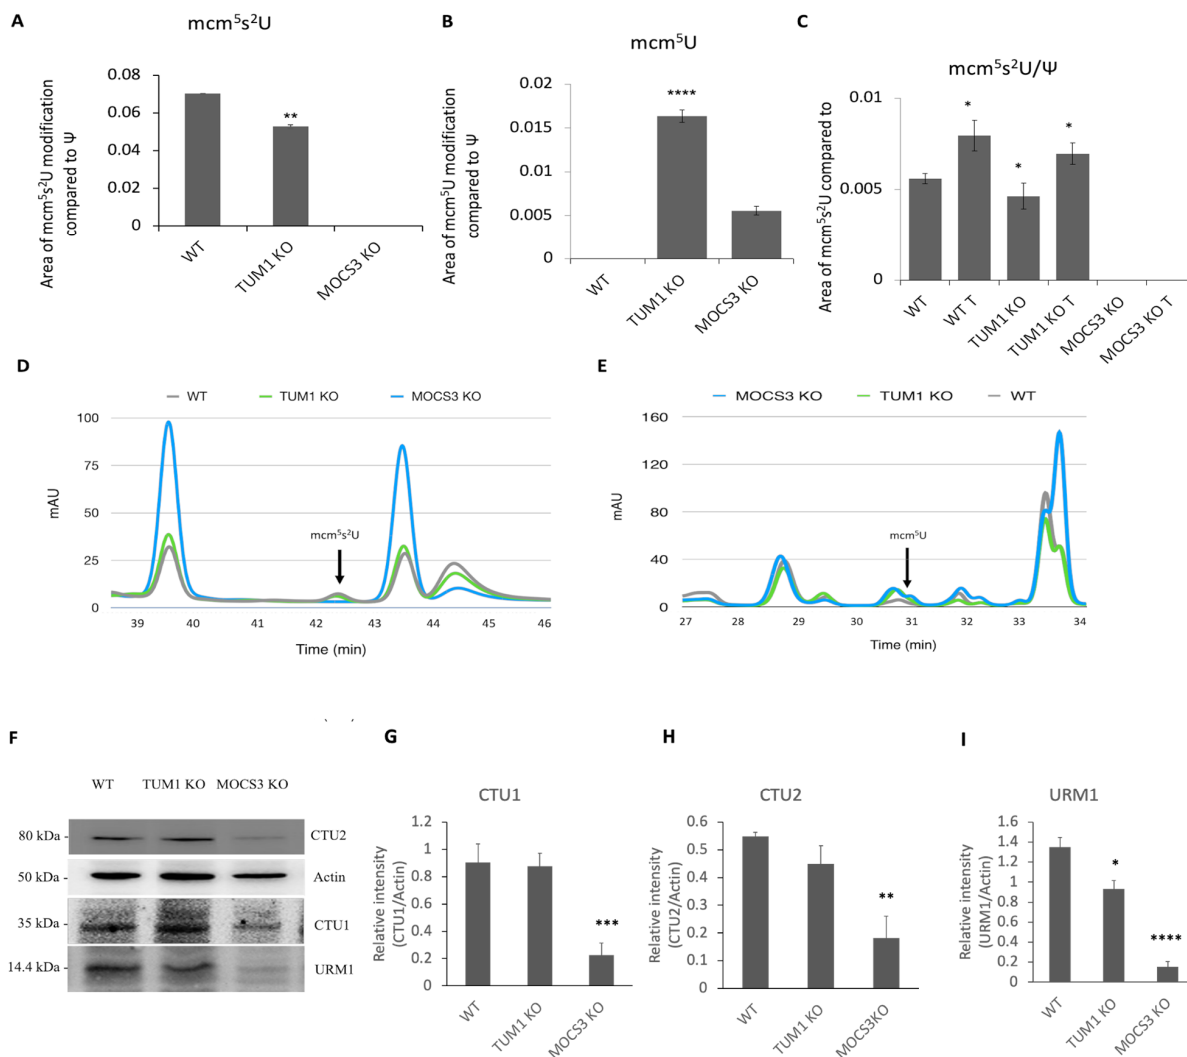 A
mcm⁵s²U
Area of mcm⁵s²U modification
compared to Ψ
0.08
0.06
0.04
0.02
0
**
WT
TUM1 KO
MOCS3 KO
B
mcm⁵U
Area of mcm⁵U modification
compared to Ψ
0.02
0.015
0.01
0.005
0
****
WT
TUM1 KO
MOCS3 KO
C
mcm⁵s²U/Ψ
Area of mcm⁵s²U compared to
0.01
0.005
0
*
*
*
WT
WT T
TUM1 KO
TUM1 KO T
MOCS3 KO
MOCS3 KO T
D
WT
TUM1 KO
MOCS3 KO
mAU
100
75
50
25
0
mcm⁵s²U
39 40 41 42 43 44 45 46
Time (min)
E
MOCS3 KO
TUM1 KO
WT
mAU
160
120
80
40
0
mcm⁵U
27 28 29 30 31 32 33 34
Time (min)
F
WT TUM1 KO MOCS3 KO
80 kDa - CTU2
50 kDa - Actin
35 kDa - CTU1
14.4 kDa - URM1
G
CTU1
Relative intensity
(CTU1/Actin)
1.2
1
0.8
0.6
0.4
0.2
0
***
WT
TUM1 KO
MOCS3 KO
H
CTU2
Relative intensity
(CTU2/Actin)
0.6
0.5
0.4
0.3
0.2
0.1
0
**
WT
TUM1 KO
MOCS3KO
I
URM1
Relative intensity
(URM1/Actin)
1.6
1.4
1.2
1
0.8
0.6
0.4
0.2
0
*
****
WT
TUM1 KO
MOCS3 KO